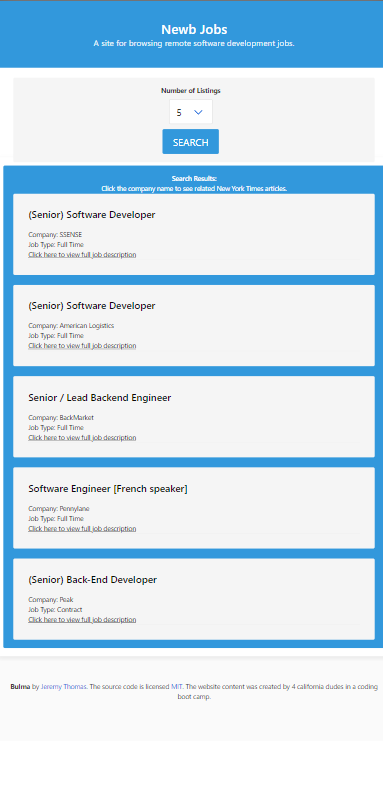 Newb Jobs
A site for browsing remote software development jobs.
Number of Listings
5
SEARCH
Search Results:
Click the company name to see related New York Times articles.
(Senior) Software Developer
Company: SSENSE
Job Type: Full Time
Click here to view full job description
(Senior) Software Developer
Company: American Logistics
Job Type: Full Time
Click here to view full job description
Senior / Lead Backend Engineer
Company: BackMarket
Job Type: Full Time
Click here to view full job description
Software Engineer [French speaker]
Company: Pennylane
Job Type: Full Time
Click here to view full job description
(Senior) Back-End Developer
Company: Peak
Job Type: Contract
Click here to view full job description
Bulma by Jeremy Thomas. The source code is licensed MIT. The website content was created by 4 california dudes in a coding
boot camp.